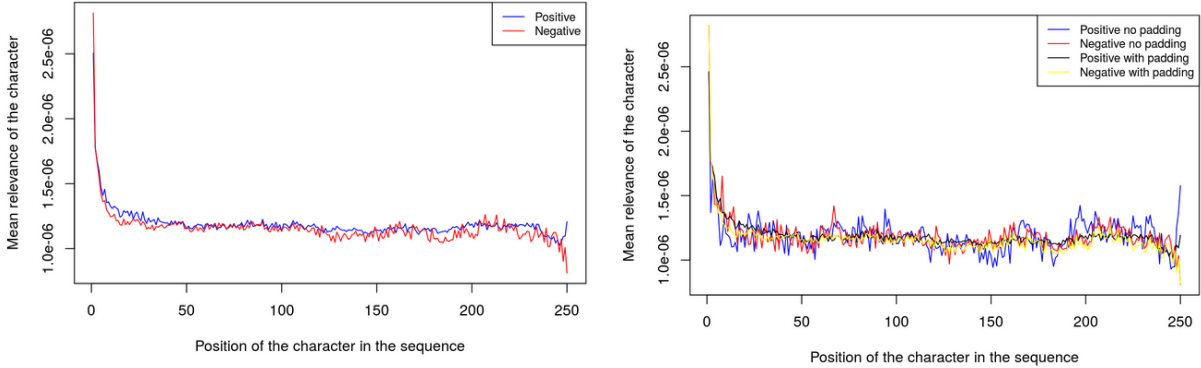 Positive
Negative
Mean relevance of the character
1.0e-06 1.5e-06 2.0e-06 2.5e-06
0 50 100 150 200 250
Position of the character in the sequence
Positive no padding
Negative no padding
Positive with padding
Negative with padding
Mean relevance of the character
1.0e-06 1.5e-06 2.0e-06 2.5e-06
0 50 100 150 200 250
Position of the character in the sequence